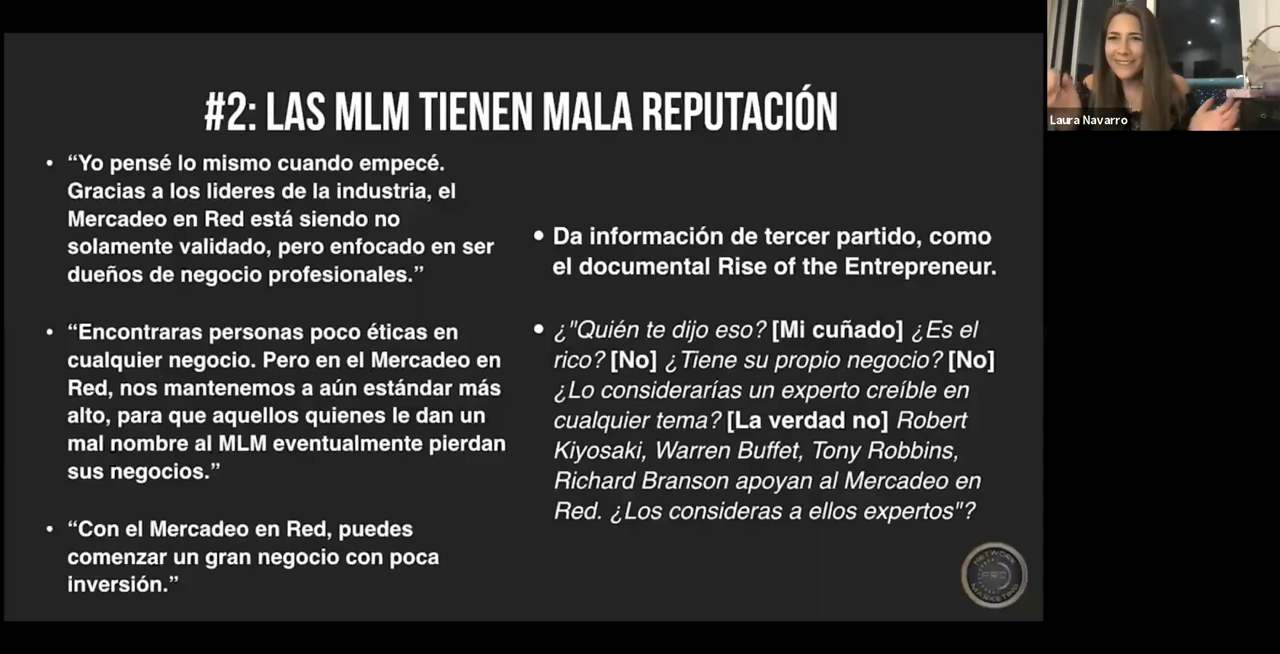 #2: LAS MLM TIENEN MALA REPUTACIÓN
• “Yo pensé lo mismo cuando empecé.
Gracias a los lideres de la industria, el
Mercadeo en Red está siendo no
solamente validado, pero enfocado en ser
dueños de negocio profesionales.”
• “Encontraras personas poco éticas en
cualquier negocio. Pero en el Mercadeo en
Red, nos mantenemos a aún estándar más
alto, para que aquellos quienes le dan un
mal nombre al MLM eventualmente pierdan
sus negocios.”
• “Con el Mercadeo en Red, puedes
comenzar un gran negocio con poca
inversión.”
• Da información de tercer partido, como
el documental Rise of the Entrepreneur.
• ¿"Quién te dijo eso? [Mi cuñado] ¿Es el
rico? [No] ¿Tiene su propio negocio? [No]
¿Lo considerarías un experto creíble en
cualquier tema? [La verdad no] Robert
Kiyosaki, Warren Buffet, Tony Robbins,
Richard Branson apoyan al Mercadeo en
Red. ¿Los consideras a ellos expertos"?
NETWORK
PRO
MARKETING
Laura Navarro